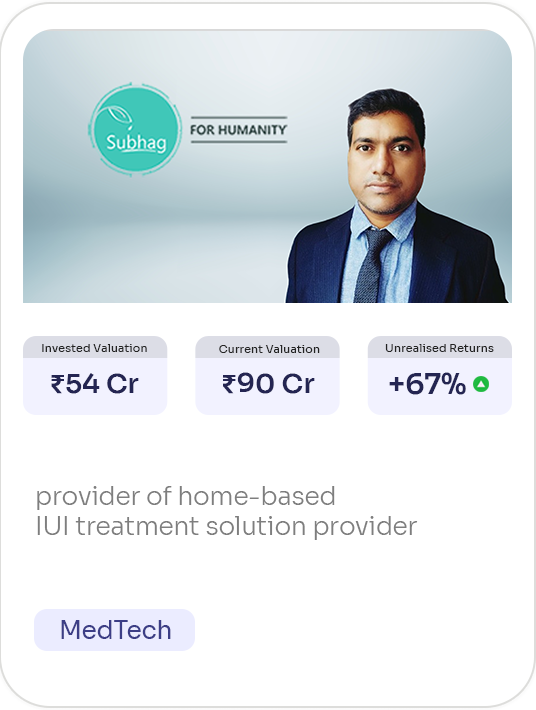 Subhag
FOR HUMANITY
Invested Valuation
₹54 Cr
Current Valuation
₹90 Cr
Unrealised Returns
+67%
provider of home-based
IUI treatment solution provider
MedTech